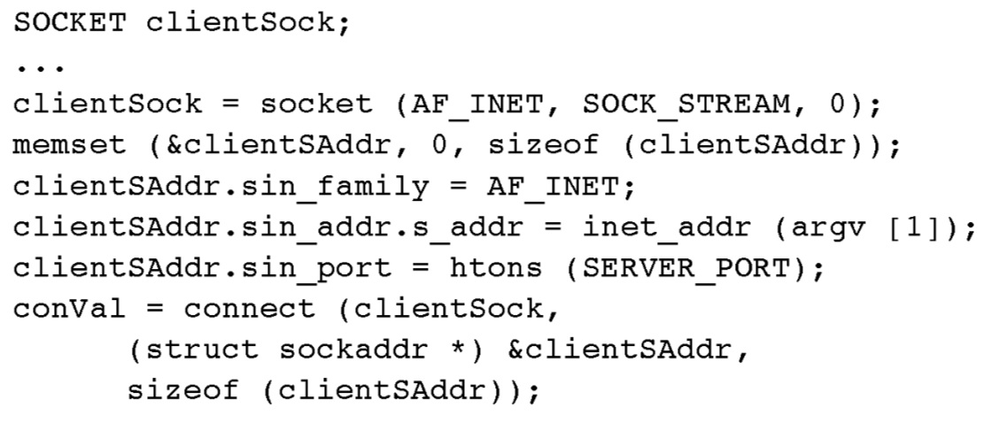 SOCKET clientSock;
...
clientSock = socket (AF_INET, SOCK_STREAM, 0);
memset (&clientSAddr, 0, sizeof (clientSAddr));
clientSAddr.sin_family = AF_INET;
clientSAddr.sin_addr.s_addr = inet_addr (argv [1]);
clientSAddr.sin_port = htons (SERVER_PORT);
conVal = connect (clientSock,
(struct sockaddr *) &clientSAddr,
sizeof (clientSAddr));